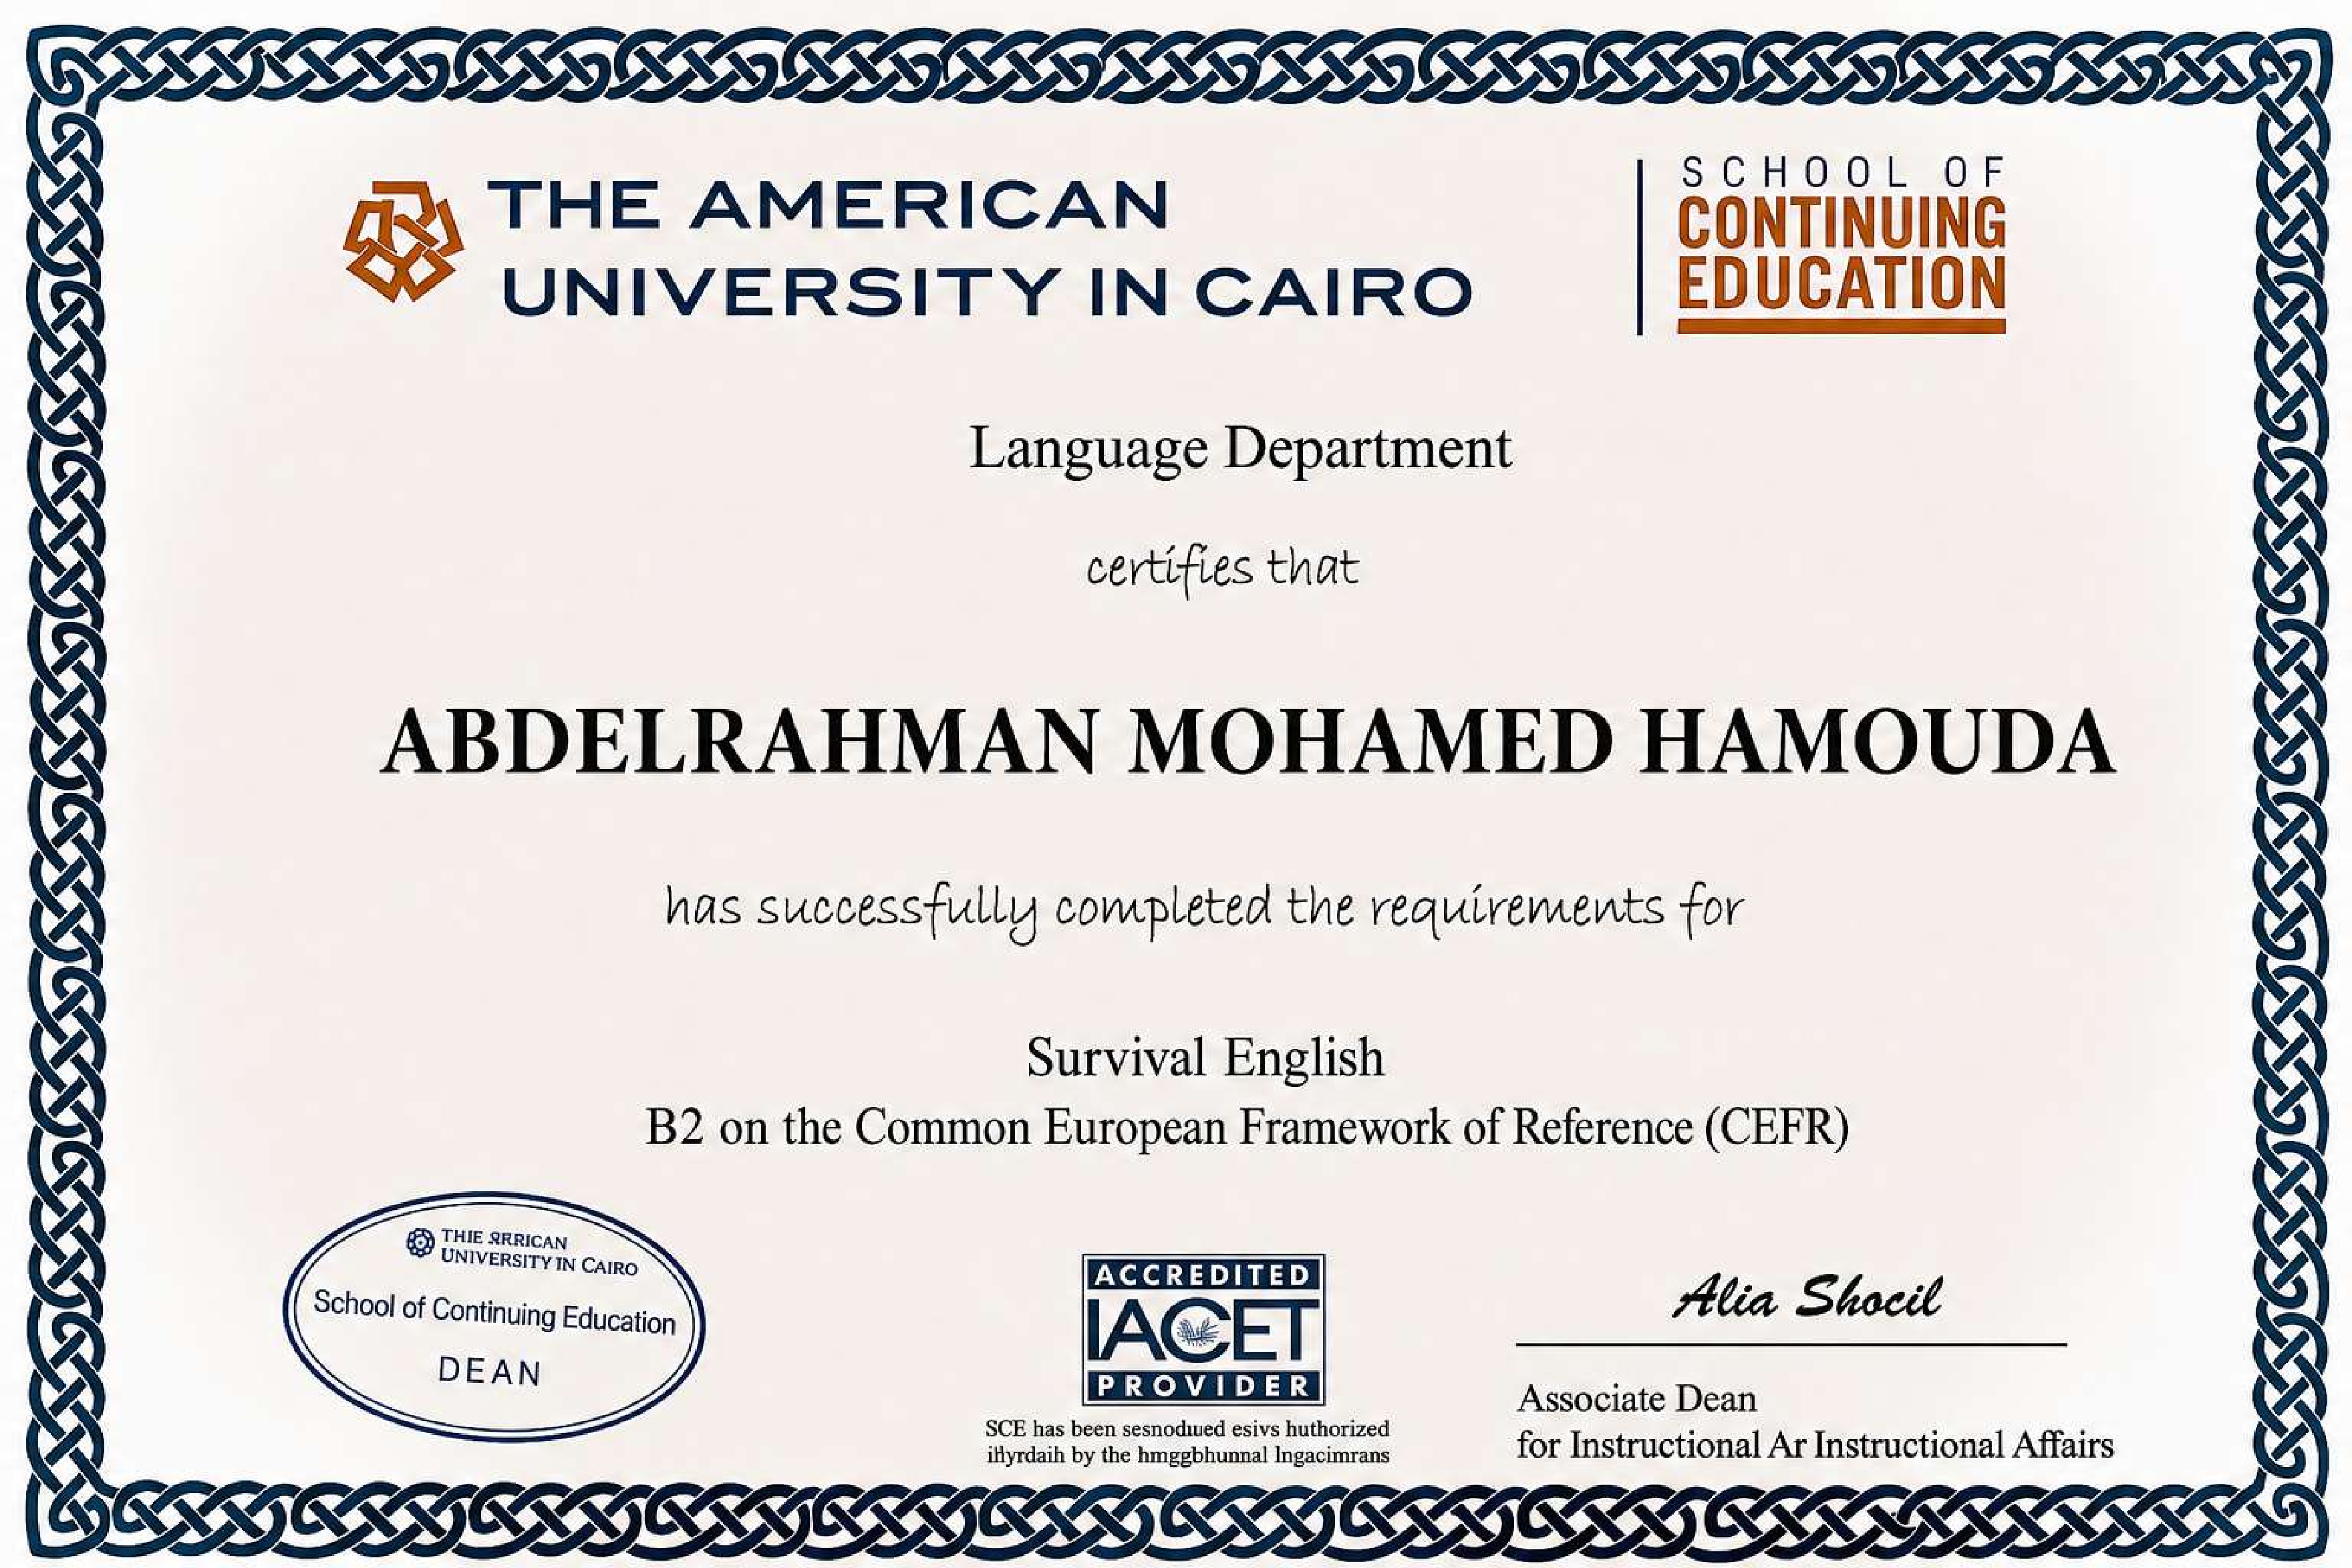 THE AMERICAN
UNIVERSITY IN CAIRO
SCHOOL OF
CONTINUING
EDUCATION
Language Department
certifies that
ABDELRAHMAN MOHAMED HAMOUDA
has successfully completed the requirements for
Survival English
B2 on the Common European Framework of Reference (CEFR)
THIE SRRICAN
UNIVERSITY IN CAIRO
School of Continuing Education
DEAN
ACCREDITED
IACET
PROVIDER
SCE has been sesnodıued esivs huthorized
by the hmggbhunnal Ingacimrans
Alia Shocil
Associate Dean
for Instructional Ar Instructional Affairs